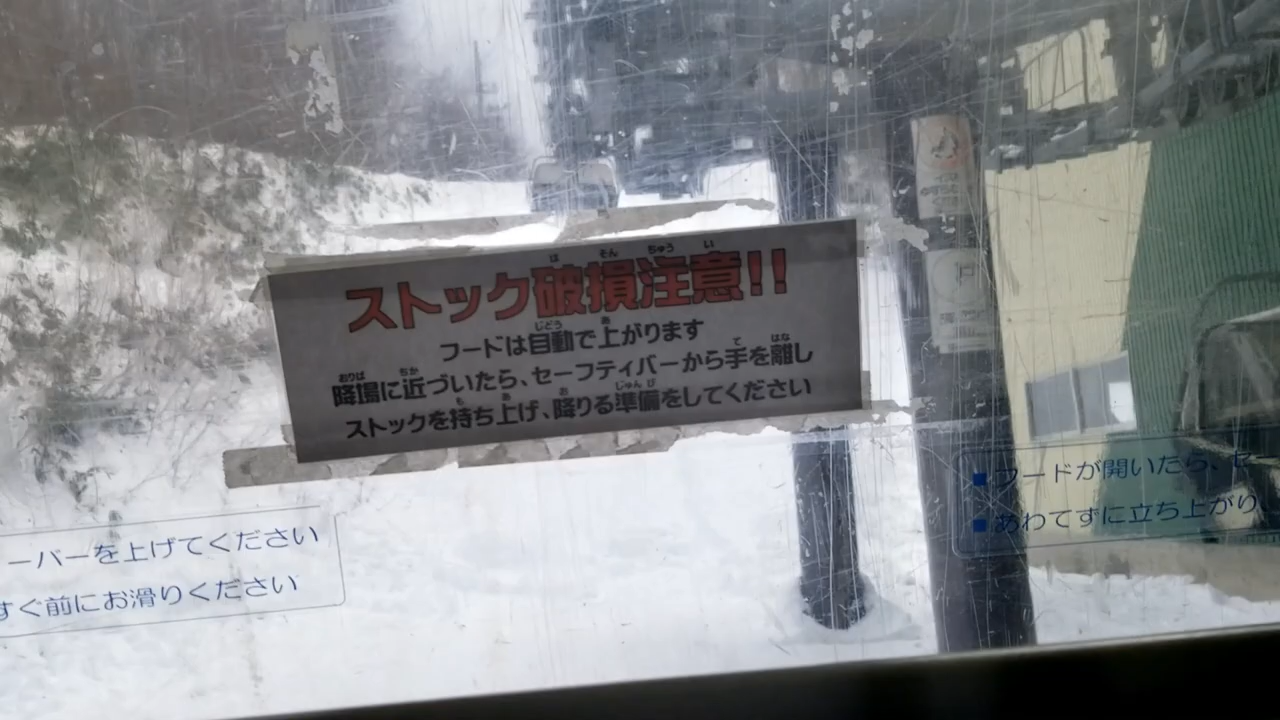 ストック破損注意!!
フードは自動で上がります
降場に近づいたら、セーフティバーから手を離し
ストックを持ち上げ、降りる準備をしてください
ーバーを上げてください
すぐ前にお滑りください
■フードが開いたら、セー
■あわてずに立ち上がり